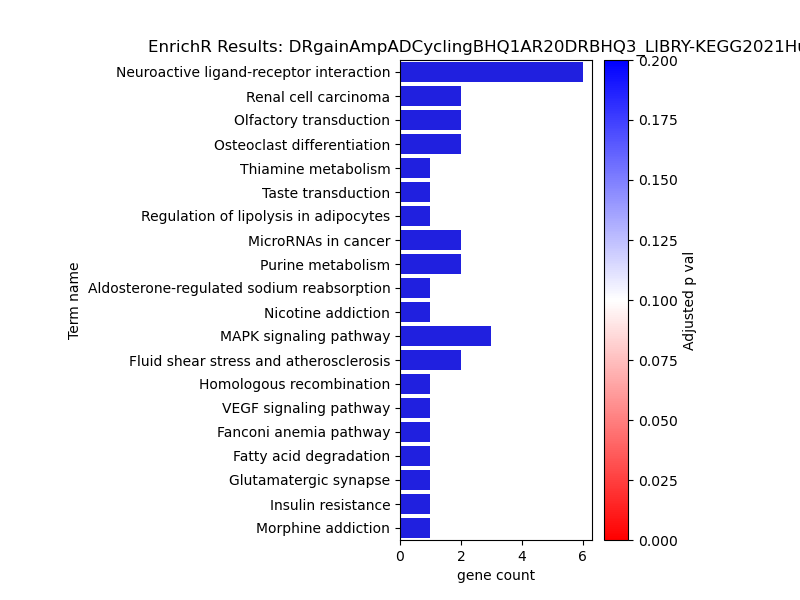 EnrichR Results: DRgainAmpADCyclingBHQ1AR20DRBHQ3_LIBRY-KEGG2021Hu
Neuroactive ligand-receptor interaction
Renal cell carcinoma
Olfactory transduction
Osteoclast differentiation
Thiamine metabolism
Taste transduction
Regulation of lipolysis in adipocytes
MicroRNAs in cancer
Purine metabolism
Aldosterone-regulated sodium reabsorption
Nicotine addiction
MAPK signaling pathway
Fluid shear stress and atherosclerosis
Homologous recombination
VEGF signaling pathway
Fanconi anemia pathway
Fatty acid degradation
Glutamatergic synapse
Insulin resistance
Morphine addiction
Term name
0 2 4 6
gene count
0.200
0.175
0.150
0.125
0.100
0.075
0.050
0.025
0.000
Adjusted p val